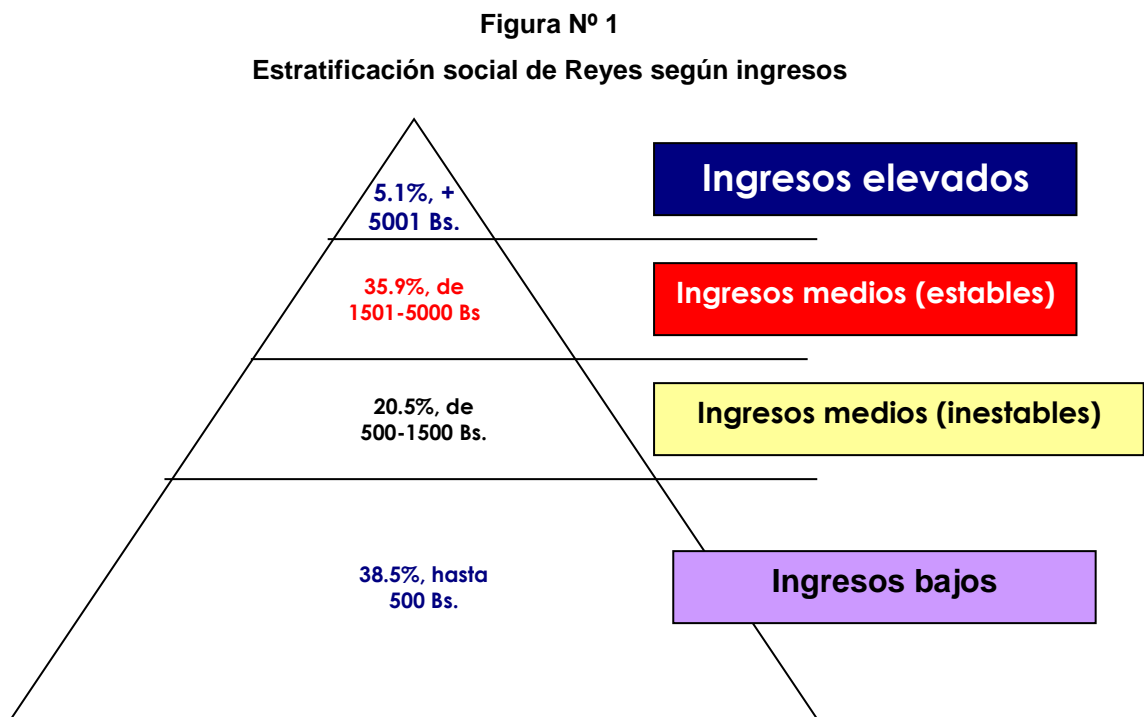 Figura Nº 1
Estratificación social de Reyes según ingresos
5.1%, +
5001 Bs.
Ingresos elevados
35.9%, de
1501-5000 Bs
Ingresos medios (estables)
20.5%, de
500-1500 Bs.
Ingresos medios (inestables)
38.5%, hasta
500 Bs.
Ingresos bajos